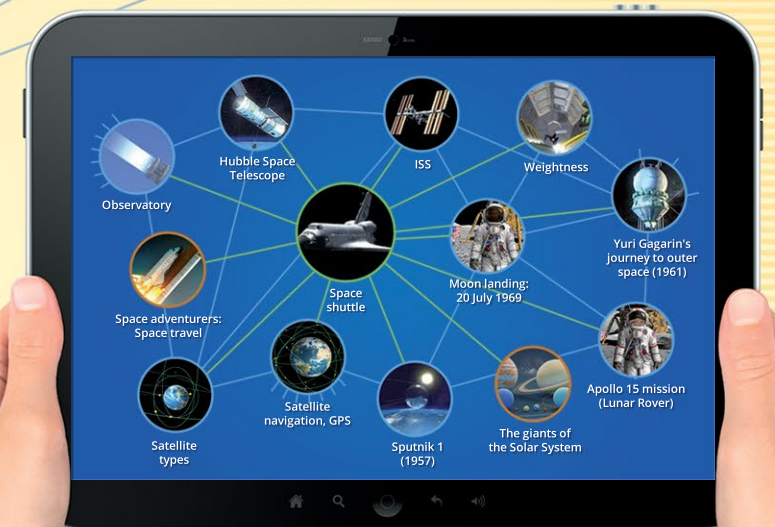 Hubble Space
Telescope
ISS
Weightness
Observatory
Yuri Gagarin's
journey to outer
space (1961)
Space
shuttle
Moon landing:
20 July 1969
Space adventurers:
Space travel
Satellite
navigation, GPS
Apollo 15 mission
(Lunar Rover)
Satellite
types
Sputnik 1
(1957)
The giants of
the Solar System